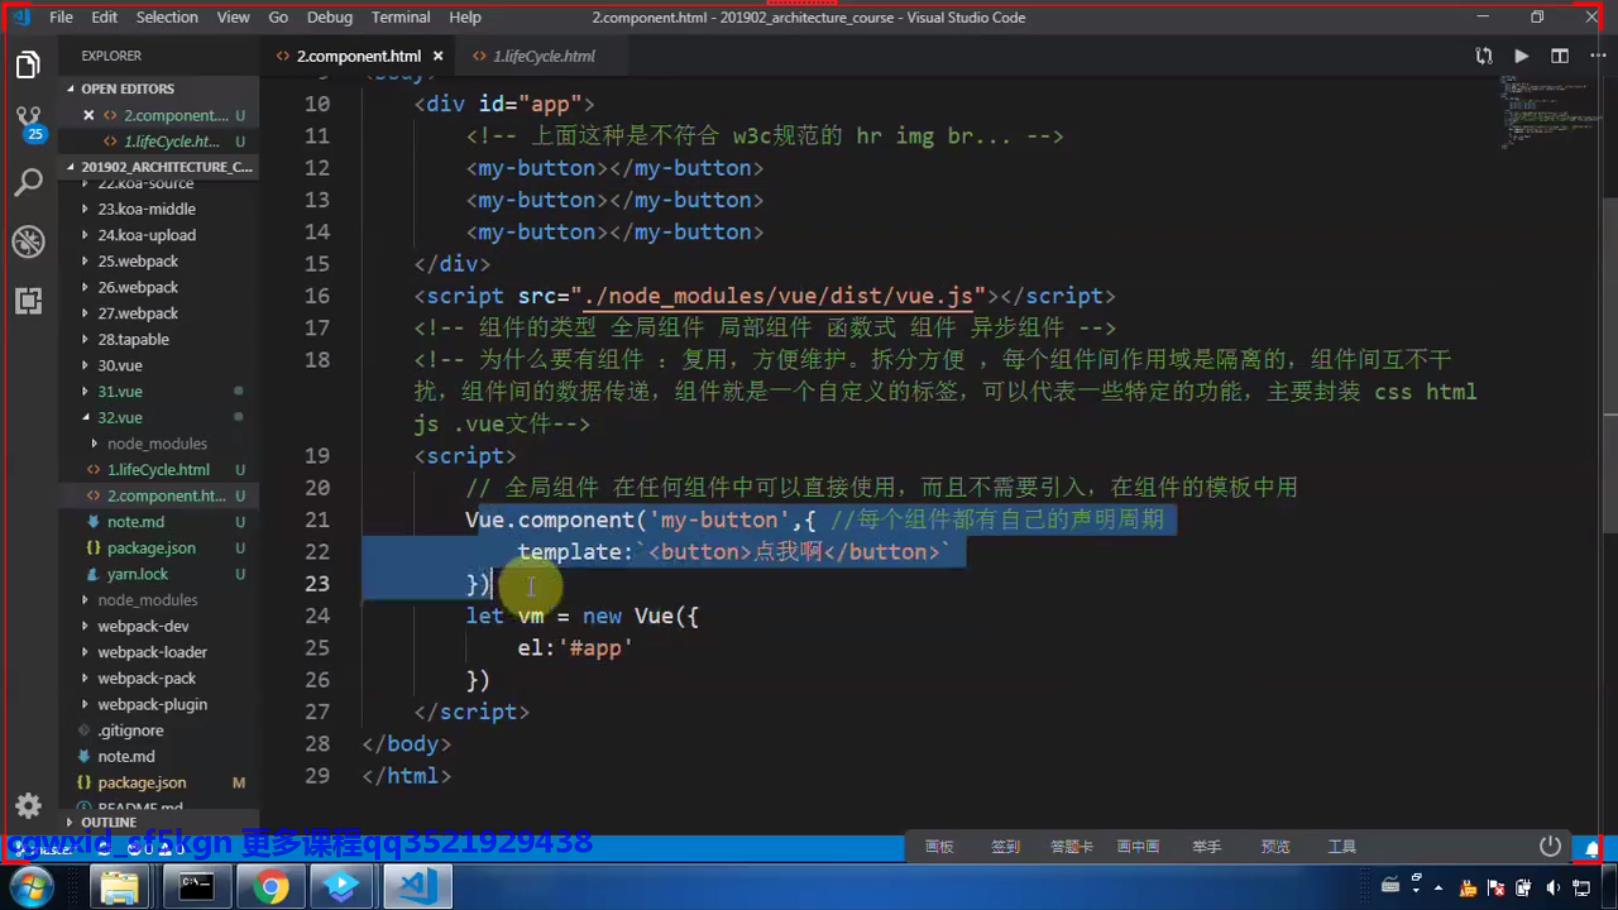 File Edit Selection View Go Debug Terminal Help
2.component.html - 201902_architecture_course - Visual Studio Code
EXPLORER
2.component.html
1.lifeCycle.html
OPEN EDITORS
2.component.... U
1.lifeCycle.ht... U
201902_ARCHITECTURE_C...
22.koa-source
23.koa-middle
24.koa-upload
25.webpack
26.webpack
27.webpack
28.tapable
30.vue
31.vue
32.vue
node_modules
1.lifeCycle.html U
2.component.ht... U
note.md U
package.json U
yarn.lock U
node_modules
webpack-dev
webpack-loader
webpack-pack
webpack-plugin
.gitignore
note.md
package.json M
README.md
OUTLINE
25
<body>
10 <div id="app">
11 <!-- 上面这种是不符合 w3c规范的 hr img br... -->
12 <my-button></my-button>
13 <my-button></my-button>
14 <my-button></my-button>
15 </div>
16 <script src="./node_modules/vue/dist/vue.js"></script>
17 <!-- 组件的类型 全局组件 局部组件 函数式 组件 异步组件 -->
18 <!-- 为什么要有组件 ：复用，方便维护。拆分方便 ，每个组件间作用域是隔离的，组件间互不干
扰，组件间的数据传递，组件就是一个自定义的标签，可以代表一些特定的功能，主要封装 css html
js .vue文件-->
19 <script>
20 // 全局组件 在任何组件中可以直接使用，而且不需要引入，在组件的模板中用
21 Vue.component('my-button',{ //每个组件都有自己的声明周期
22 template:`<button>点我啊</button>`
23 })
24 let vm = new Vue({
25 el:'#app'
26 })
27 </script>
28 </body>
29 </html>
cgwxid_sf5kgn 更多课程qq3521929438
画板 签到 答题卡 画中画 举手 预览 工具